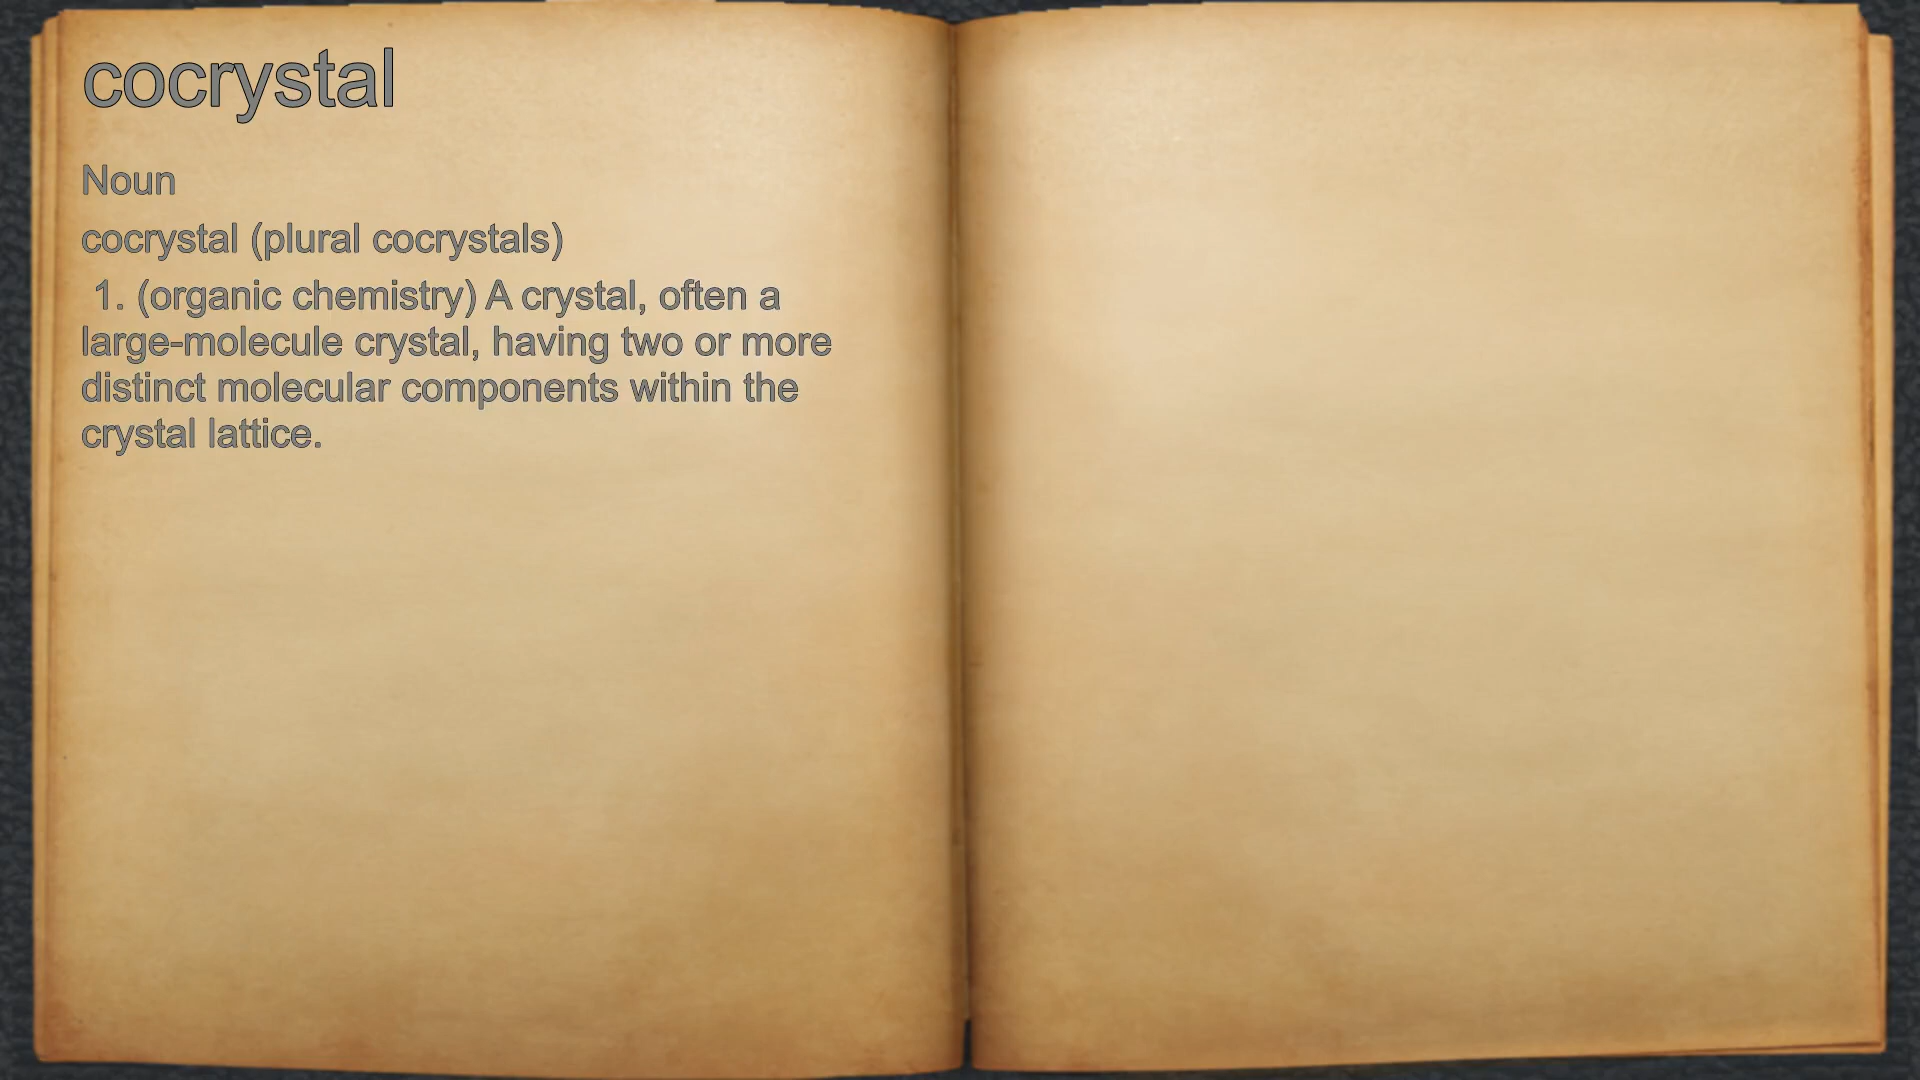 cocrystal
Noun
cocrystal (plural cocrystals)
1. (organic chemistry) A crystal, often a
large-molecule crystal, having two or more
distinct molecular components within the
crystal lattice.